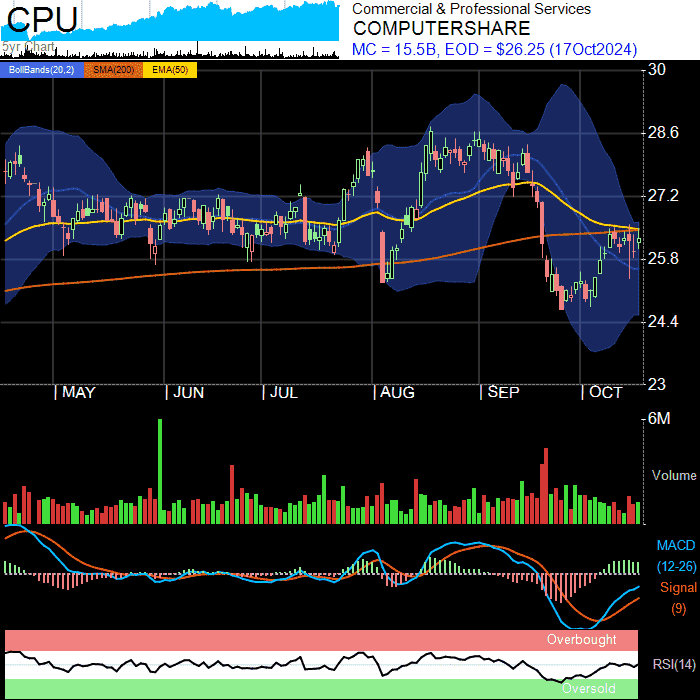 CPU
5yr Chart
Commercial & Professional Services
COMPUTERSHARE
MC = 15.5B, EOD = $26.25 (17Oct2024)
BollBands(20,2) SMA(200) EMA(50)
30
28.6
27.2
25.8
24.4
23
MAY JUN JUL AUG SEP OCT
6M
Volume
MACD
(12-26)
Signal
(9)
Overbought
RSI(14)
Oversold